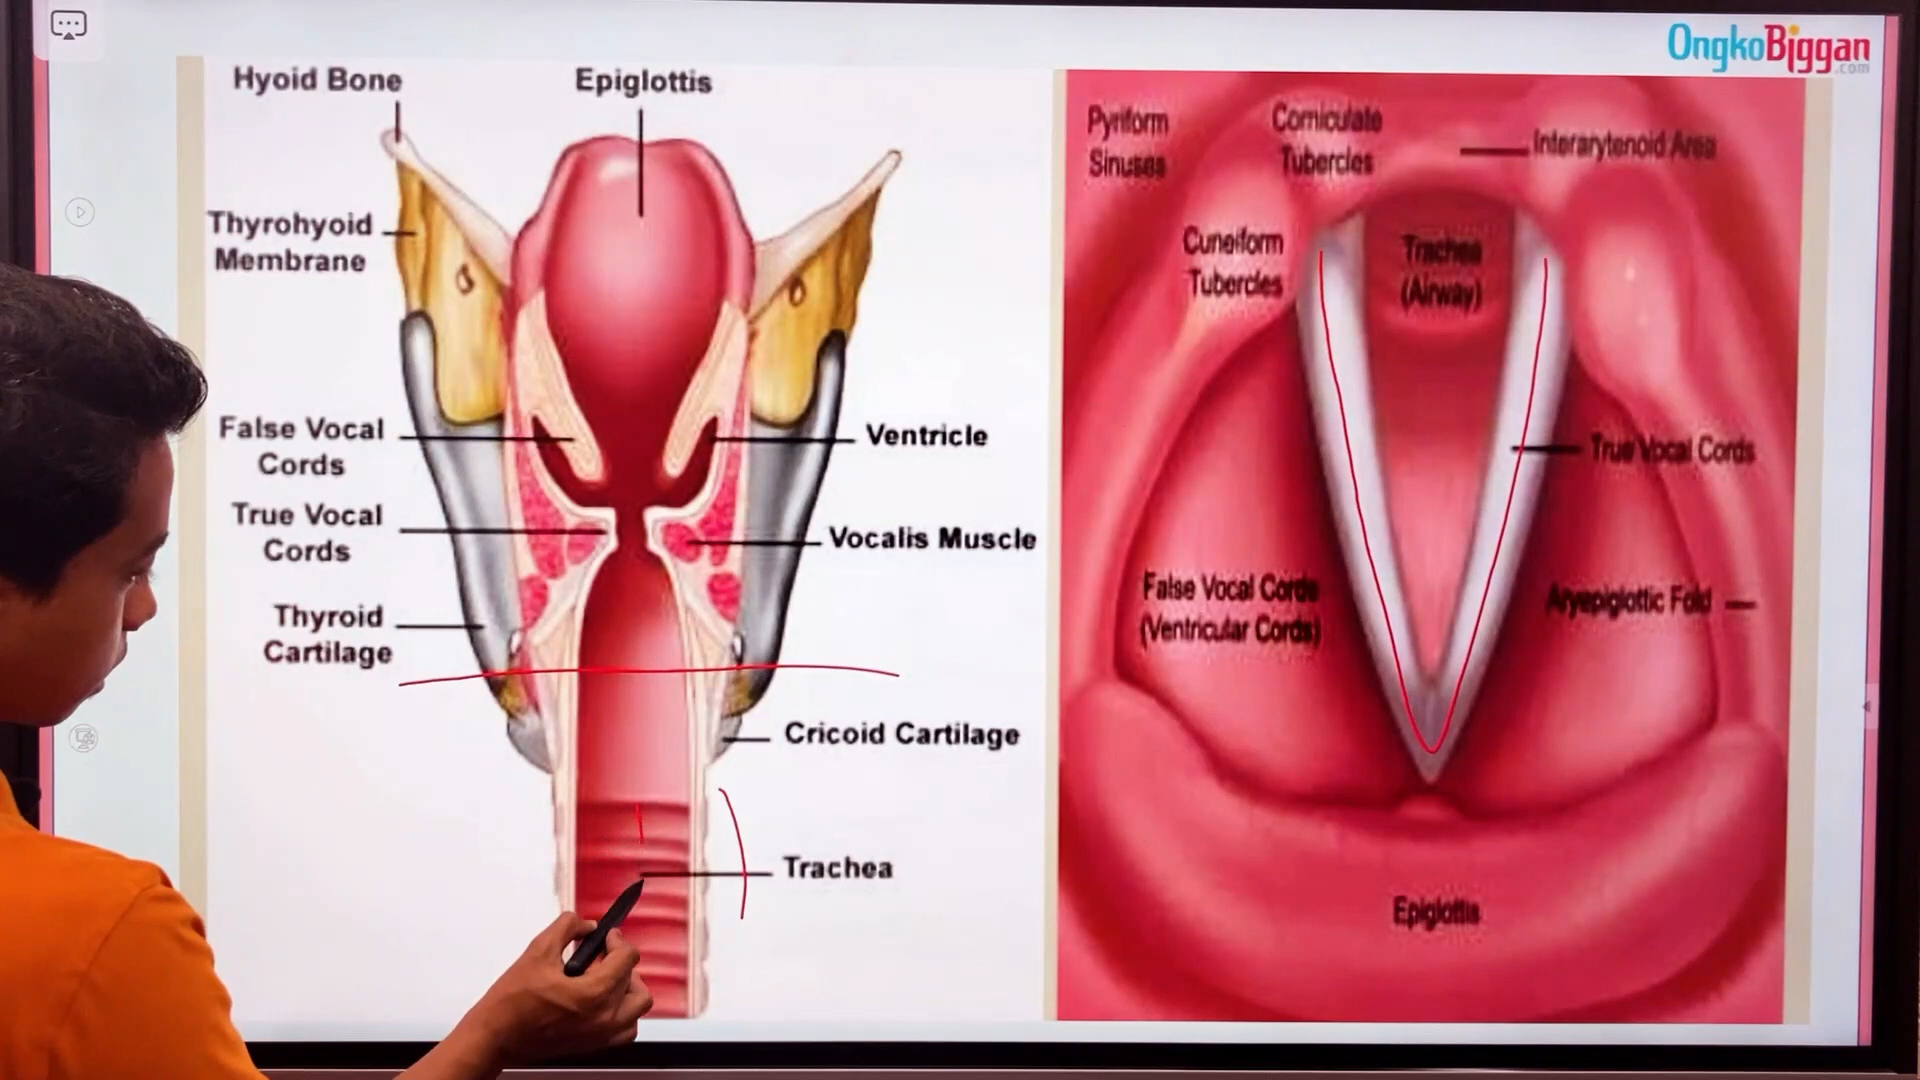 OngkoBiggan
.com
Hyoid Bone
Epiglottis
Thyrohyoid
Membrane
False Vocal
Cords
Ventricle
True Vocal
Cords
Vocalis Muscle
Thyroid
Cartilage
Cricoid Cartilage
Trachea
Pyriform
Sinuses
Corniculate
Tubercles
Interarytenoid Area
Cuneiform
Tubercles
Trachea
(Airway)
True Vocal Cords
False Vocal Cords
(Ventricular Cords)
Aryepiglottic Fold
Epiglottis